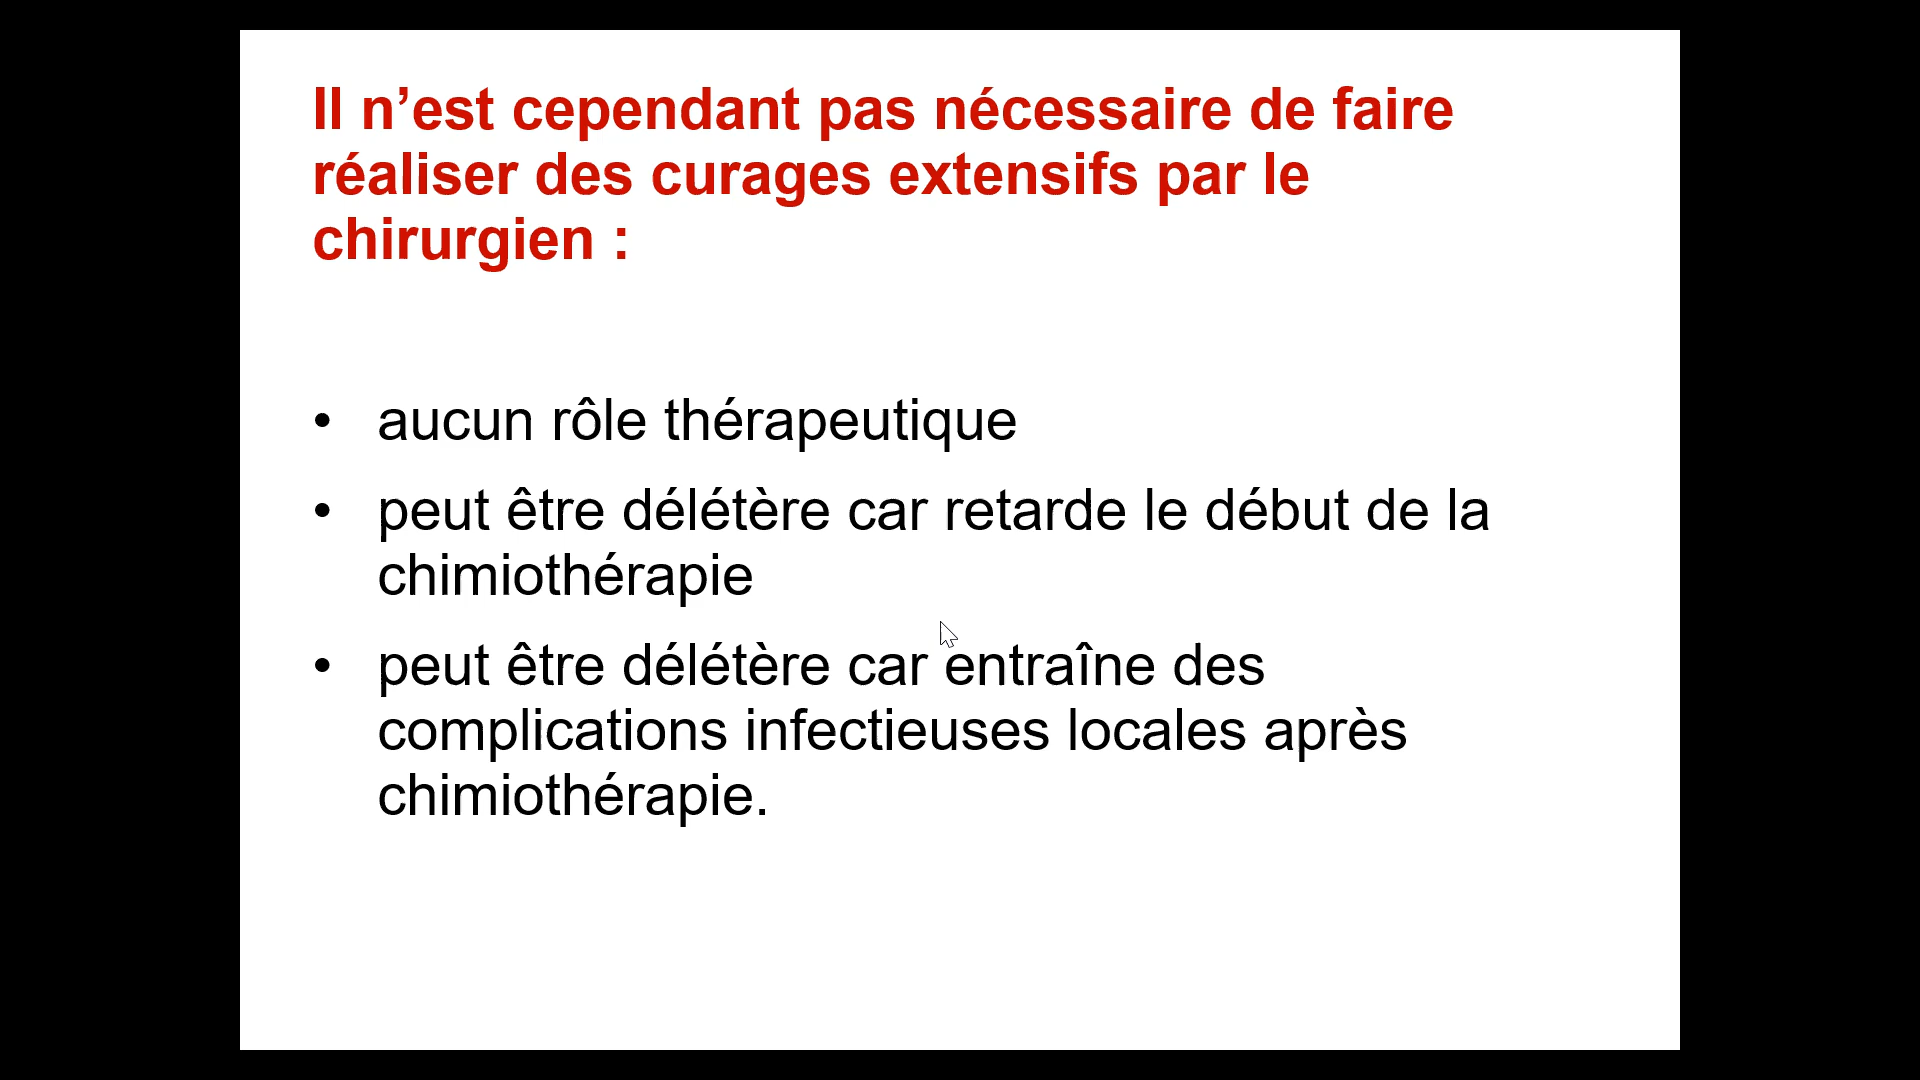 Il n’est cependant pas nécessaire de faire
réaliser des curages extensifs par le
chirurgien :
• aucun rôle thérapeutique
• peut être délétère car retarde le début de la
chimiothérapie
• peut être délétère car entraîne des
complications infectieuses locales après
chimiothérapie.